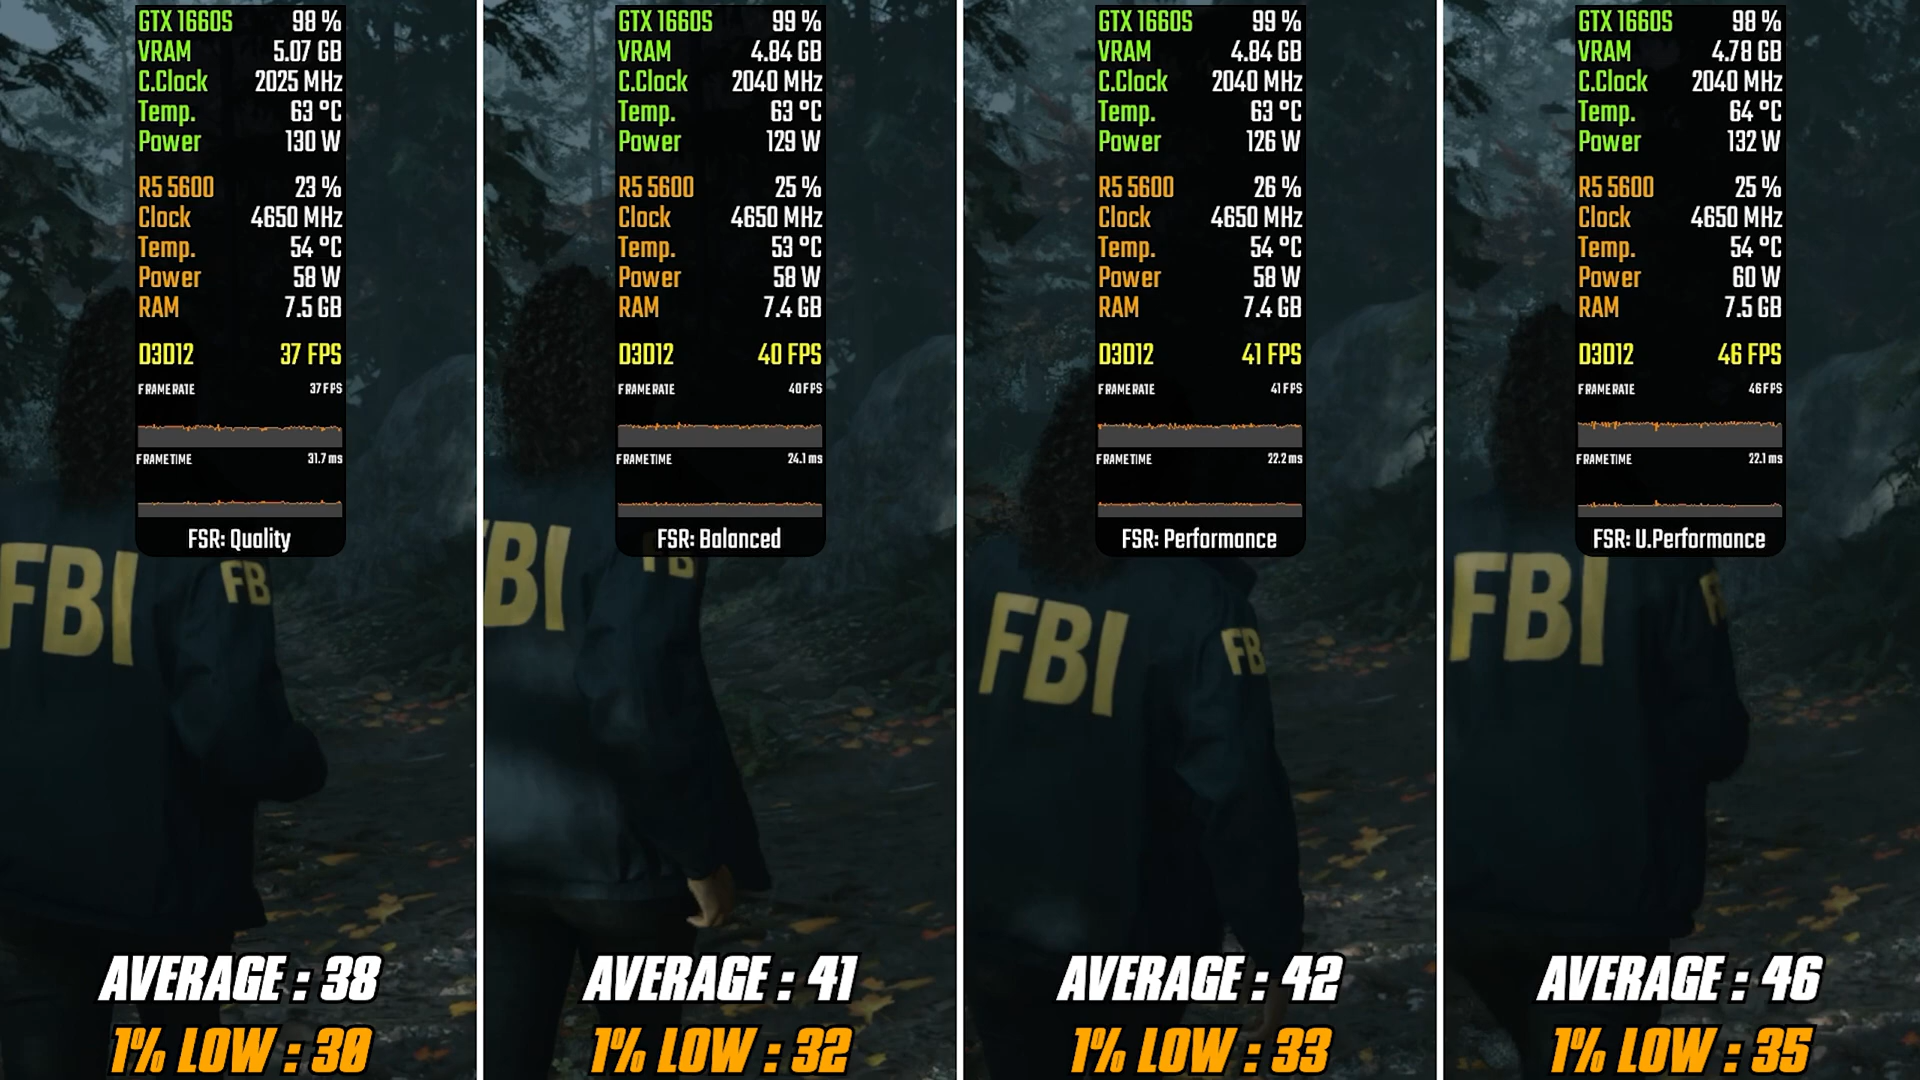 GTX 1660S 98 %
VRAM 5.07 GB
C.Clock 2025 MHz
Temp. 63 °C
Power 130 W
R5 5600 23 %
Clock 4650 MHz
Temp. 54 °C
Power 58 W
RAM 7.5 GB
D3D12 37 FPS
FRAMERATE 37 FPS
FRAMETIME 31.7 ms
FSR: Quality
FBI
FB
AVERAGE : 38
1% LOW : 30
GTX 1660S 99 %
VRAM 4.84 GB
C.Clock 2040 MHz
Temp. 63 °C
Power 129 W
R5 5600 25 %
Clock 4650 MHz
Temp. 53 °C
Power 58 W
RAM 7.4 GB
D3D12 40 FPS
FRAMERATE 40 FPS
FRAMETIME 24.1 ms
FSR: Balanced
FBI
FB
AVERAGE : 41
1% LOW : 32
GTX 1660S 99 %
VRAM 4.84 GB
C.Clock 2040 MHz
Temp. 63 °C
Power 126 W
R5 5600 26 %
Clock 4650 MHz
Temp. 54 °C
Power 58 W
RAM 7.4 GB
D3D12 41 FPS
FRAMERATE 41 FPS
FRAMETIME 22.2 ms
FSR: Performance
FBI
FB
AVERAGE : 42
1% LOW : 33
GTX 1660S 98 %
VRAM 4.78 GB
C.Clock 2040 MHz
Temp. 64 °C
Power 132 W
R5 5600 25 %
Clock 4650 MHz
Temp. 54 °C
Power 60 W
RAM 7.5 GB
D3D12 46 FPS
FRAMERATE 46 FPS
FRAMETIME 22.1 ms
FSR: U.Performance
FBI
F
AVERAGE : 46
1% LOW : 35